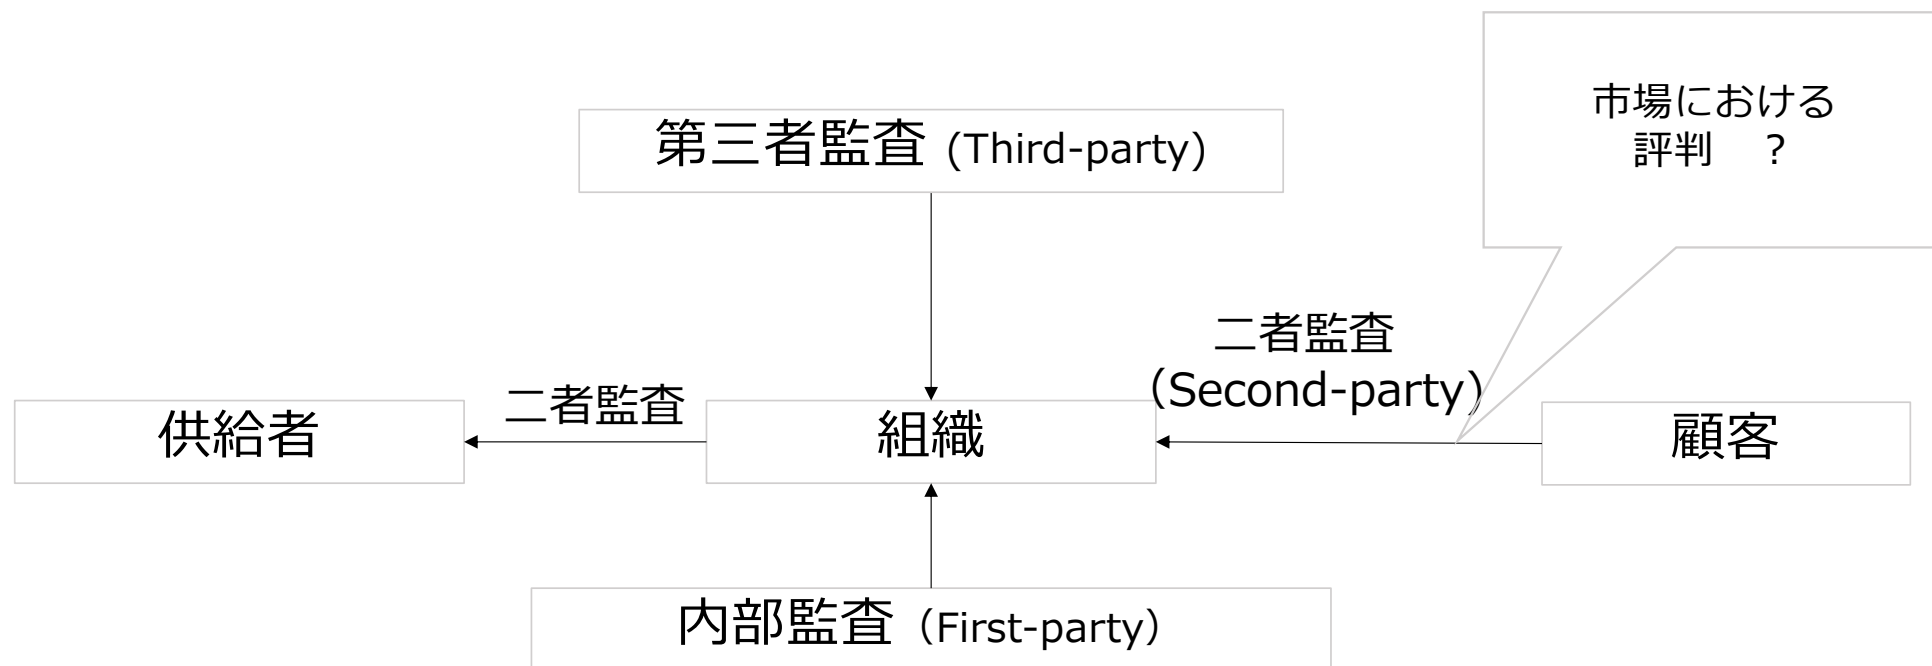 市場における
評判　？
第三者監査 (Third-party)
二者監査
（Second-party）
二者監査
供給者
組織
顧客
内部監査（First-party）